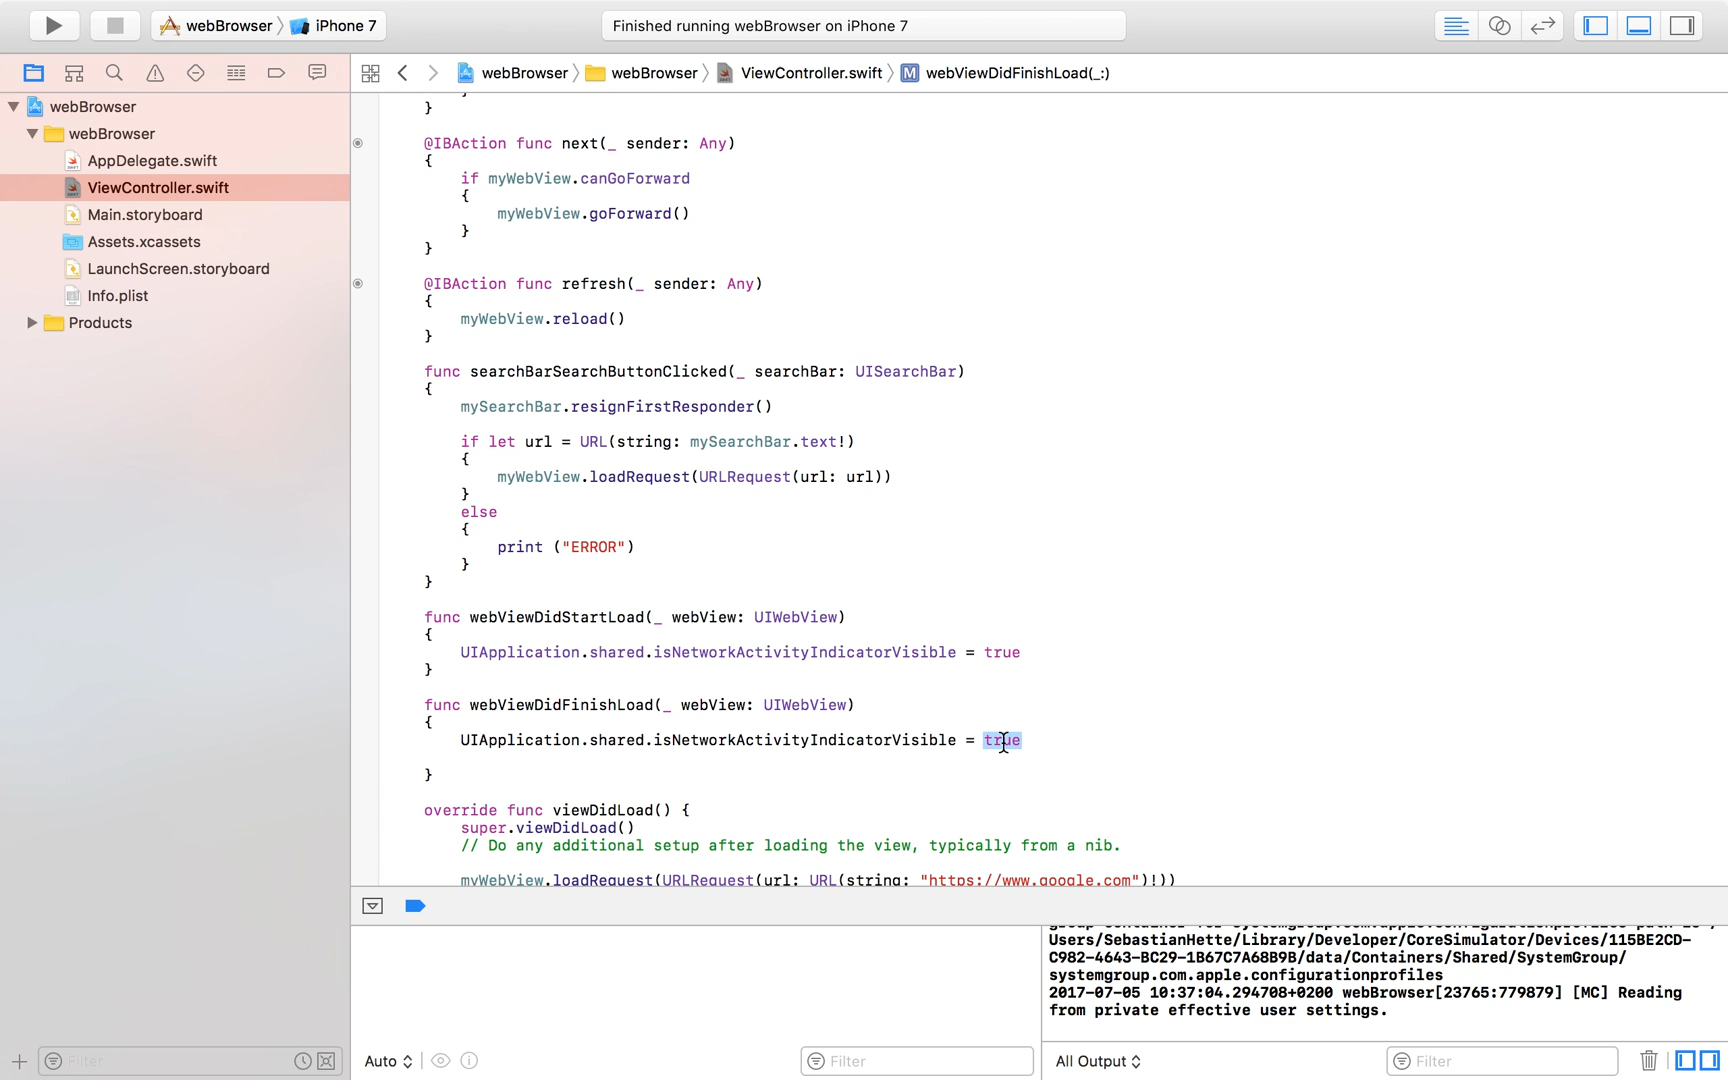 webBrowser iPhone 7
Finished running webBrowser on iPhone 7
webBrowser webBrowser ViewController.swift M webViewDidFinishLoad(_:)
webBrowser
webBrowser
AppDelegate.swift
ViewController.swift
Main.storyboard
Assets.xcassets
LaunchScreen.storyboard
Info.plist
Products
}
@IBAction func next(_ sender: Any)
{
if myWebView.canGoForward
{
myWebView.goForward()
}
}
@IBAction func refresh(_ sender: Any)
{
myWebView.reload()
}
func searchBarSearchButtonClicked(_ searchBar: UISearchBar)
{
mySearchBar.resignFirstResponder()
if let url = URL(string: mySearchBar.text!)
{
myWebView.loadRequest(URLRequest(url: url))
}
else
{
print ("ERROR")
}
}
func webViewDidStartLoad(_ webView: UIWebView)
{
UIApplication.shared.isNetworkActivityIndicatorVisible = true
}
func webViewDidFinishLoad(_ webView: UIWebView)
{
UIApplication.shared.isNetworkActivityIndicatorVisible = true
}
override func viewDidLoad() {
super.viewDidLoad()
// Do any additional setup after loading the view, typically from a nib.
myWebView.loadRequest(URLRequest(url: URL(string: "https://www.google.com")!))
Users/SebastianHette/Library/Developer/CoreSimulator/Devices/115BE2CD-
C982-4643-BC29-1B67C7A68B9B/data/Containers/Shared/SystemGroup/
systemgroup.com.apple.configurationprofiles
2017-07-05 10:37:04.294708+0200 webBrowser[23765:779879] [MC] Reading
from private effective user settings.
Filter
Auto
Filter
All Output
Filter